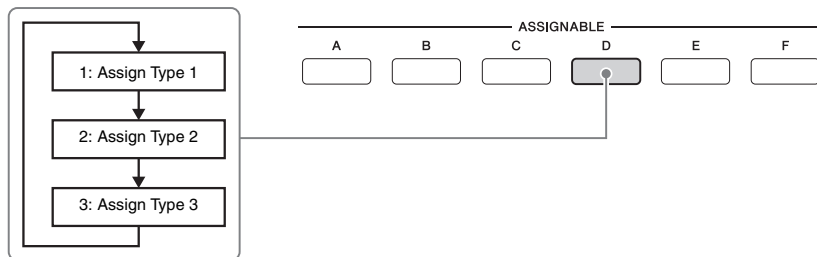 ASSIGNABLE
A B C D E F
1: Assign Type 1
2: Assign Type 2
3: Assign Type 3